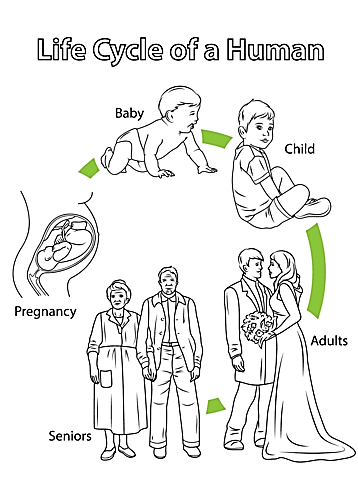 Life Cycle of a Human
Baby
Child
Pregnancy
Adults
Seniors